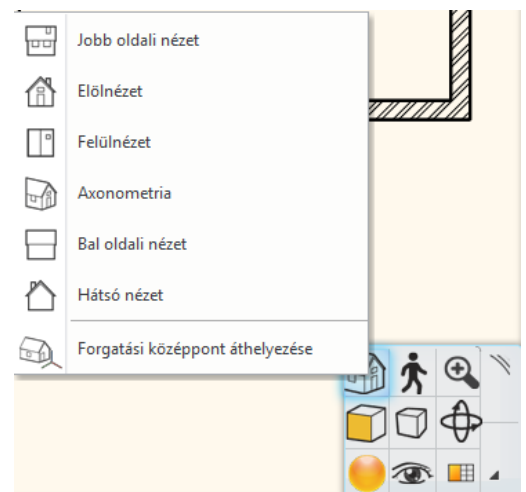 Jobb oldali nézet
Elölnézet
Felülnézet
Axonometria
Bal oldali nézet
Hátsó nézet
Forgatási középpont áthelyezése